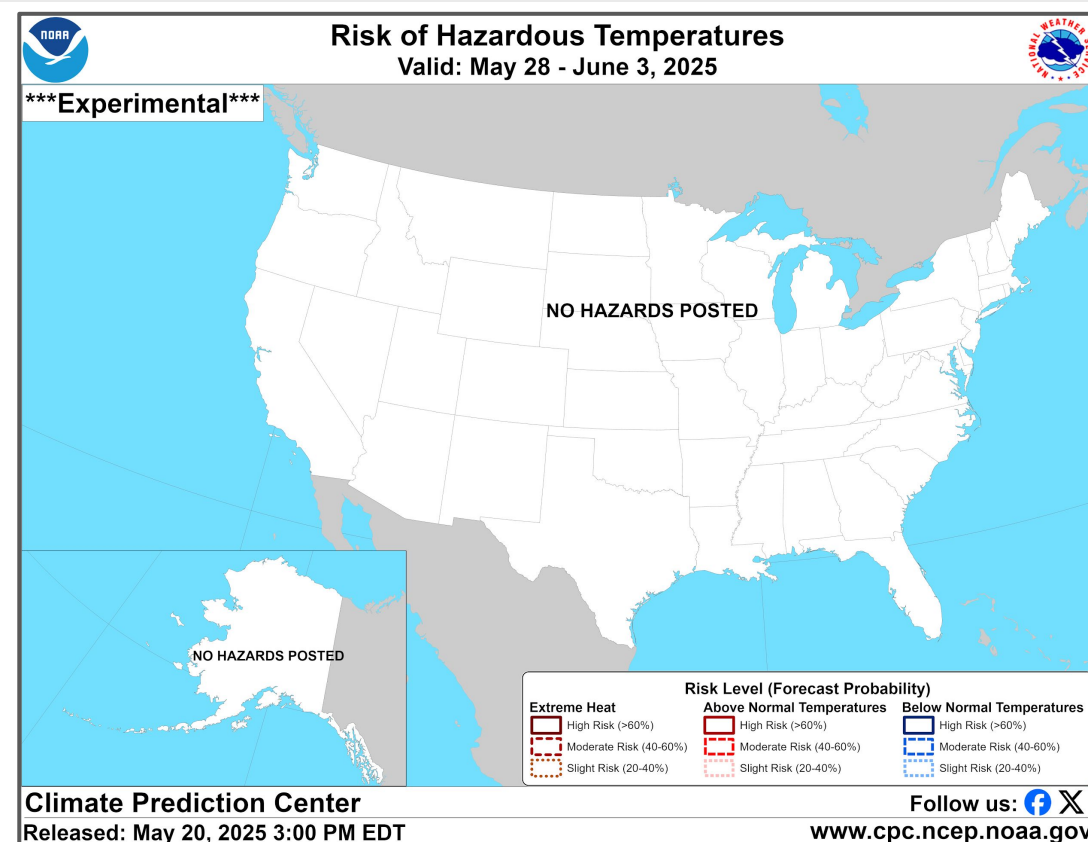 NOAA
Risk of Hazardous Temperatures
Valid: May 28 - June 3, 2025
NATIONAL WEATHER
***Experimental***
NO HAZARDS POSTED
NO HAZARDS POSTED
Risk Level (Forecast Probability)
Extreme Heat
High Risk (>60%)
Moderate Risk (40-60%)
Slight Risk (20-40%)
Above Normal Temperatures
High Risk (>60%)
Moderate Risk (40-60%)
Slight Risk (20-40%)
Below Normal Temperatures
High Risk (>60%)
Moderate Risk (40-60%)
Slight Risk (20-40%)
Climate Prediction Center
Follow us:
Released: May 20, 2025 3:00 PM EDT
www.cpc.ncep.noaa.gov